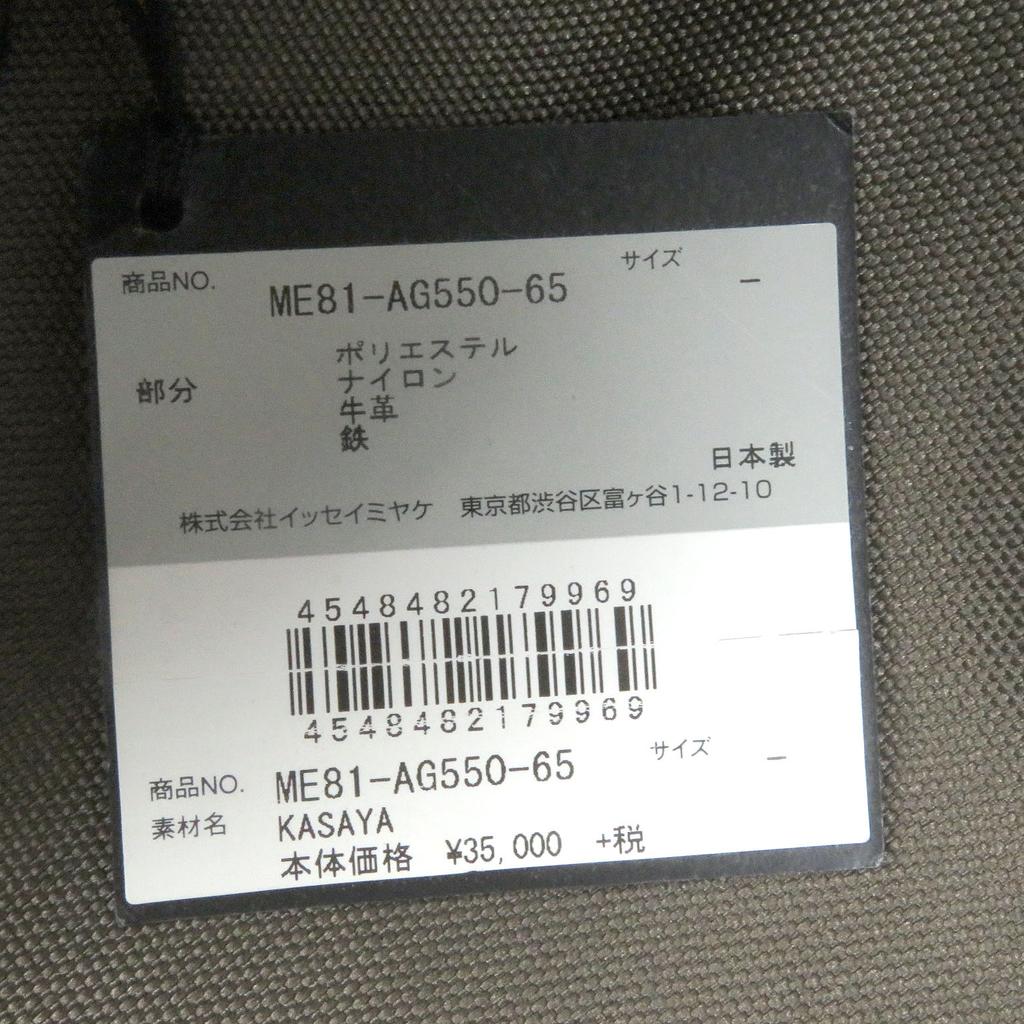 商品NO. ME81-AG550-65 サイズ -
ポリエステル
部分 ナイロン
牛革
鉄
日本製
株式会社イッセイミヤケ 東京都渋谷区富ヶ谷1-12-10
4548482179969
4548482179969
商品NO. ME81-AG550-65 サイズ -
素材名 KASAYA
本体価格 ¥35,000 +税